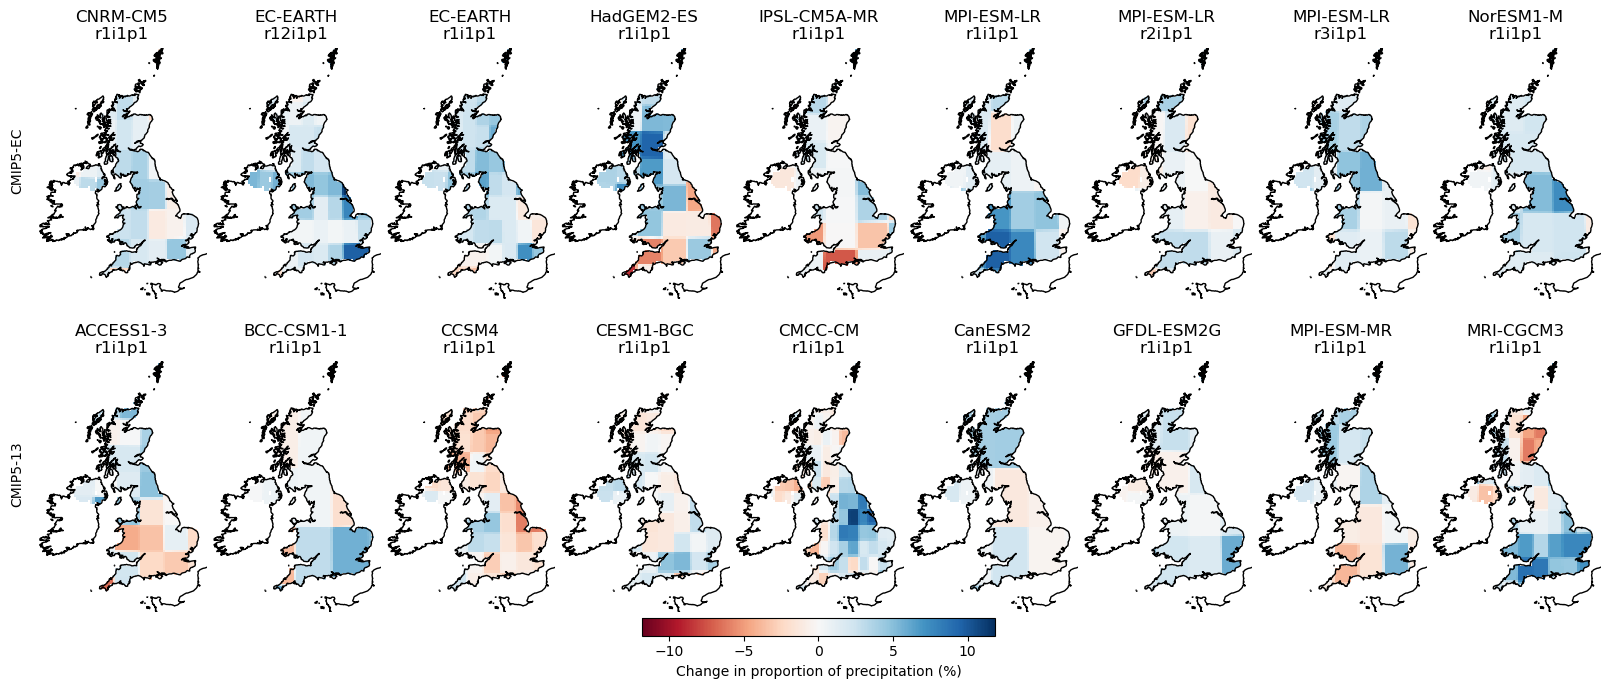 CNRM-CM5 EC-EARTH EC-EARTH HadGEM2-ES IPSL-CM5A-MR MPI-ESM-LR MPI-ESM-LR MPI-ESM-LR NorESM1-M
r1i1p1 r12i1p1 r1i1p1 r1i1p1 r1i1p1 r1i1p1 r2i1p1 r3i1p1 r1i1p1
CMIP5-EC
ACCESS1-3 BCC-CSM1-1 CCSM4 CESM1-BGC CMCC-CM CanESM2 GFDL-ESM2G MPI-ESM-MR MRI-CGCM3
r1i1p1 r1i1p1 r1i1p1 r1i1p1 r1i1p1 r1i1p1 r1i1p1 r1i1p1 r1i1p1
CMIP5-13
−10 −5 0 5 10
Change in proportion of precipitation (%)